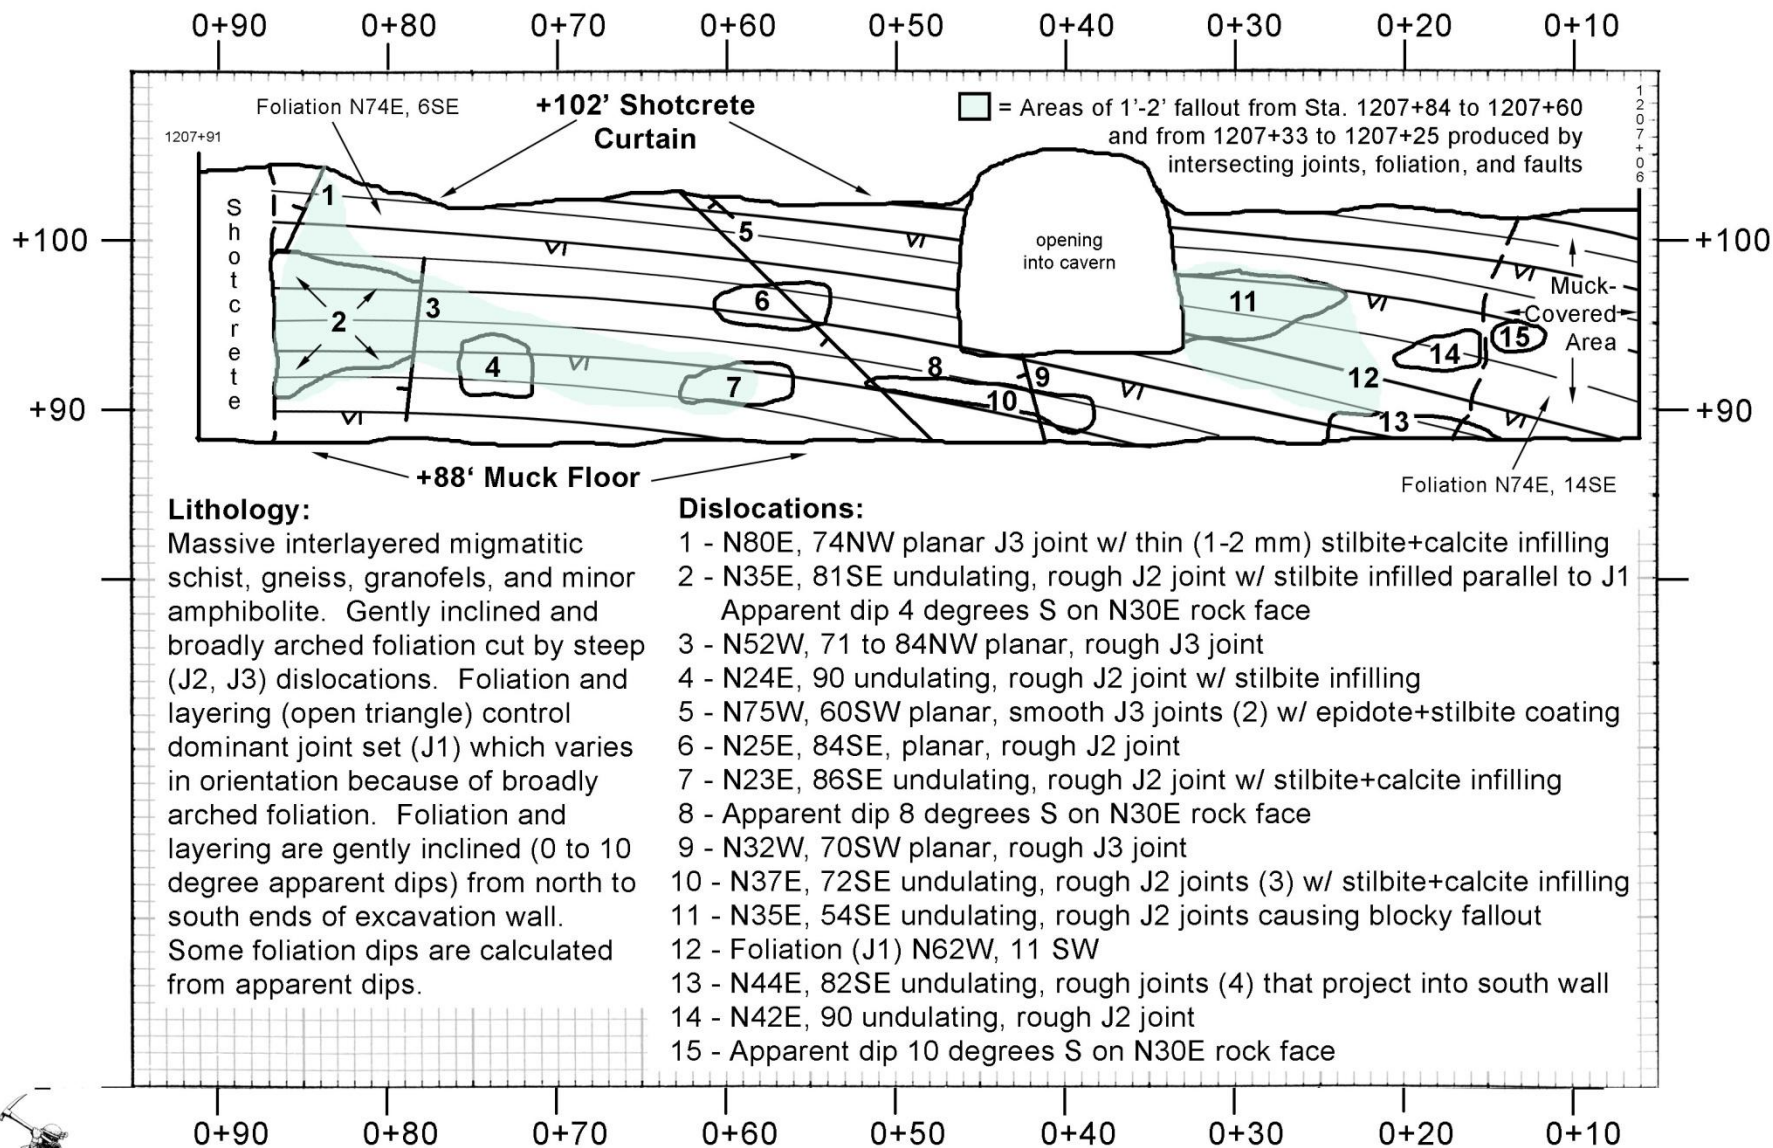 0+90 0+80 0+70 0+60 0+50 0+40 0+30 0+20 0+10
Foliation N74E, 6SE
+102’ Shotcrete
Curtain
= Areas of 1’-2’ fallout from Sta. 1207+84 to 1207+60
and from 1207+33 to 1207+25 produced by
intersecting joints, foliation, and faults
1207+06
1207+91
Shotcrete
+100
+90
+100
+90
1
2
3
4
5
6
7
8
9
10
opening
into cavern
11
12
13
14
15
Muck-
Covered
Area
+88‘ Muck Floor
Foliation N74E, 14SE
Lithology:
Massive interlayered migmatitic
schist, gneiss, granofels, and minor
amphibolite. Gently inclined and
broadly arched foliation cut by steep
(J2, J3) dislocations. Foliation and
layering (open triangle) control
dominant joint set (J1) which varies
in orientation because of broadly
arched foliation. Foliation and
layering are gently inclined (0 to 10
degree apparent dips) from north to
south ends of excavation wall.
Some foliation dips are calculated
from apparent dips.
Dislocations:
1 - N80E, 74NW planar J3 joint w/ thin (1-2 mm) stilbite+calcite infilling
2 - N35E, 81SE undulating, rough J2 joint w/ stilbite infilled parallel to J1
Apparent dip 4 degrees S on N30E rock face
3 - N52W, 71 to 84NW planar, rough J3 joint
4 - N24E, 90 undulating, rough J2 joint w/ stilbite infilling
5 - N75W, 60SW planar, smooth J3 joints (2) w/ epidote+stilbite coating
6 - N25E, 84SE, planar, rough J2 joint
7 - N23E, 86SE undulating, rough J2 joint w/ stilbite+calcite infilling
8 - Apparent dip 8 degrees S on N30E rock face
9 - N32W, 70SW planar, rough J3 joint
10 - N37E, 72SE undulating, rough J2 joints (3) w/ stilbite+calcite infilling
11 - N35E, 54SE undulating, rough J2 joints causing blocky fallout
12 - Foliation (J1) N62W, 11 SW
13 - N44E, 82SE undulating, rough joints (4) that project into south wall
14 - N42E, 90 undulating, rough J2 joint
15 - Apparent dip 10 degrees S on N30E rock face
0+90 0+80 0+70 0+60 0+50 0+40 0+30 0+20 0+10